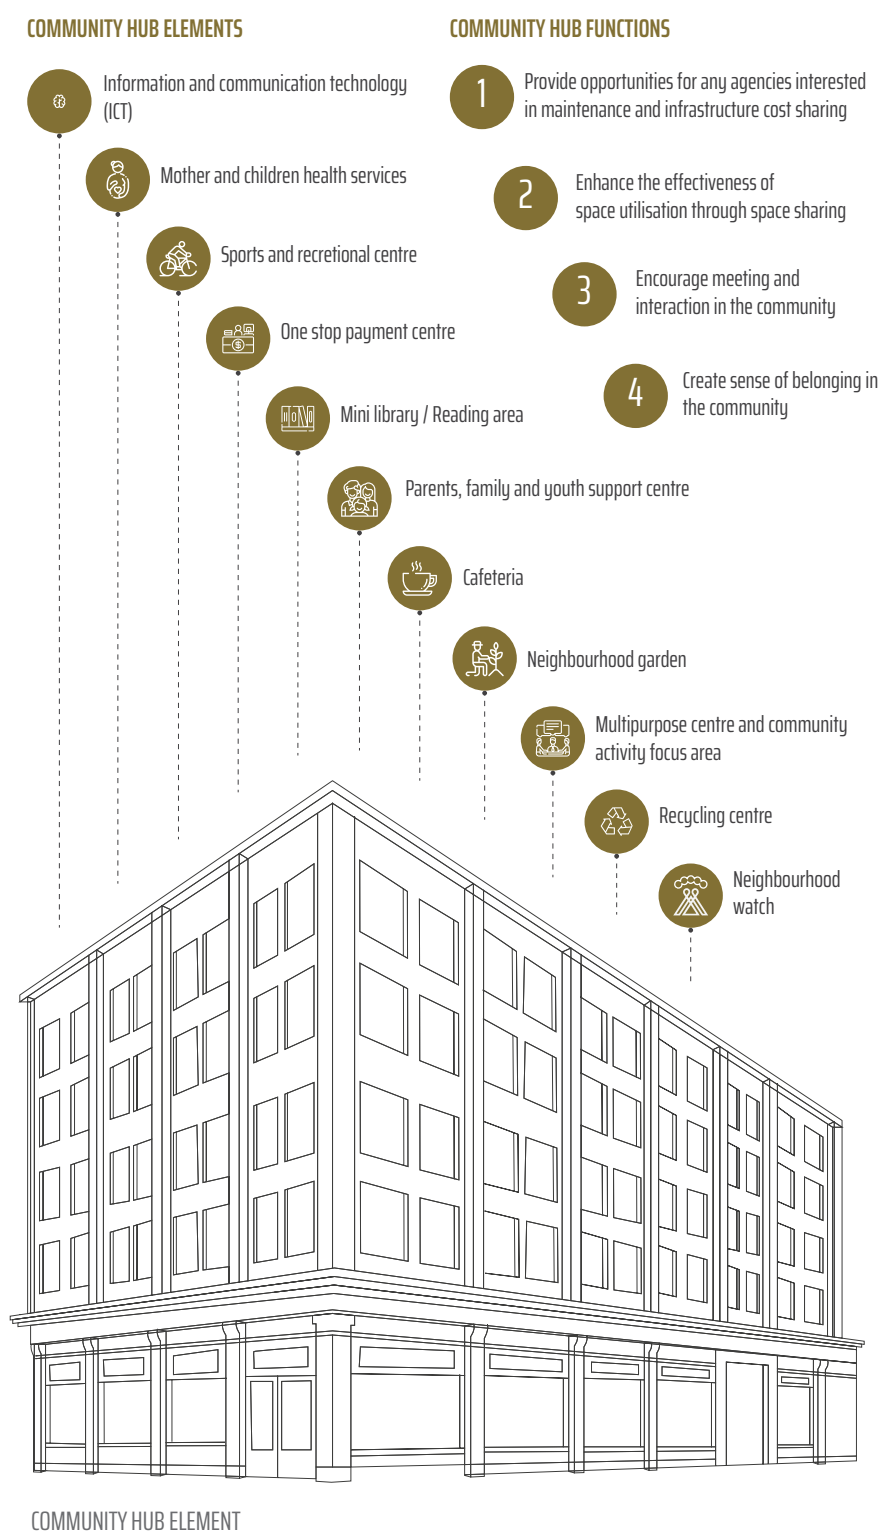 COMMUNITY HUB ELEMENTS
Information and communication technology
(ICT)
Mother and children health services
Sports and recretional centre
One stop payment centre
Mini library / Reading area
Parents, family and youth support centre
Cafeteria
Neighbourhood garden
Multipurpose centre and community
activity focus area
Recycling centre
Neighbourhood
watch
COMMUNITY HUB FUNCTIONS
1
Provide opportunities for any agencies interested
in maintenance and infrastructure cost sharing
2
Enhance the effectiveness of
space utilisation through space sharing
3
Encourage meeting and
interaction in the community
4
Create sense of belonging in
the community
COMMUNITY HUB ELEMENT